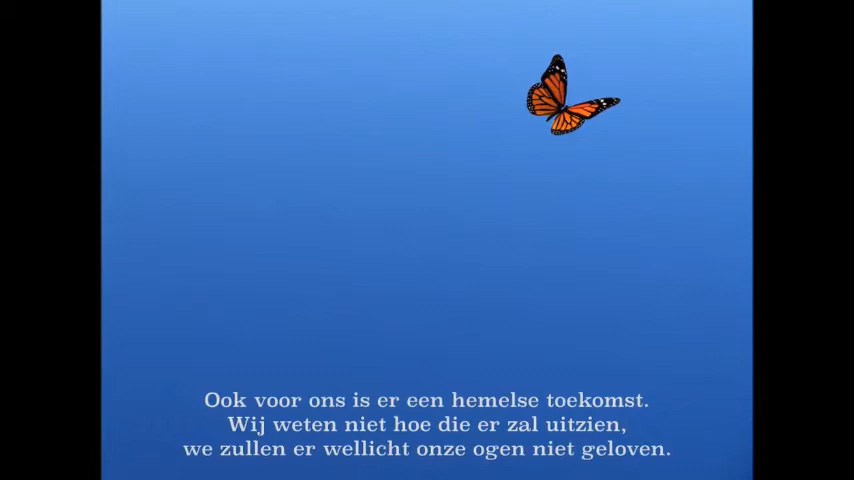 Ook voor ons is er een hemelse toekomst.
Wij weten niet hoe die er zal uitzien,
we zullen er wellicht onze ogen niet geloven.